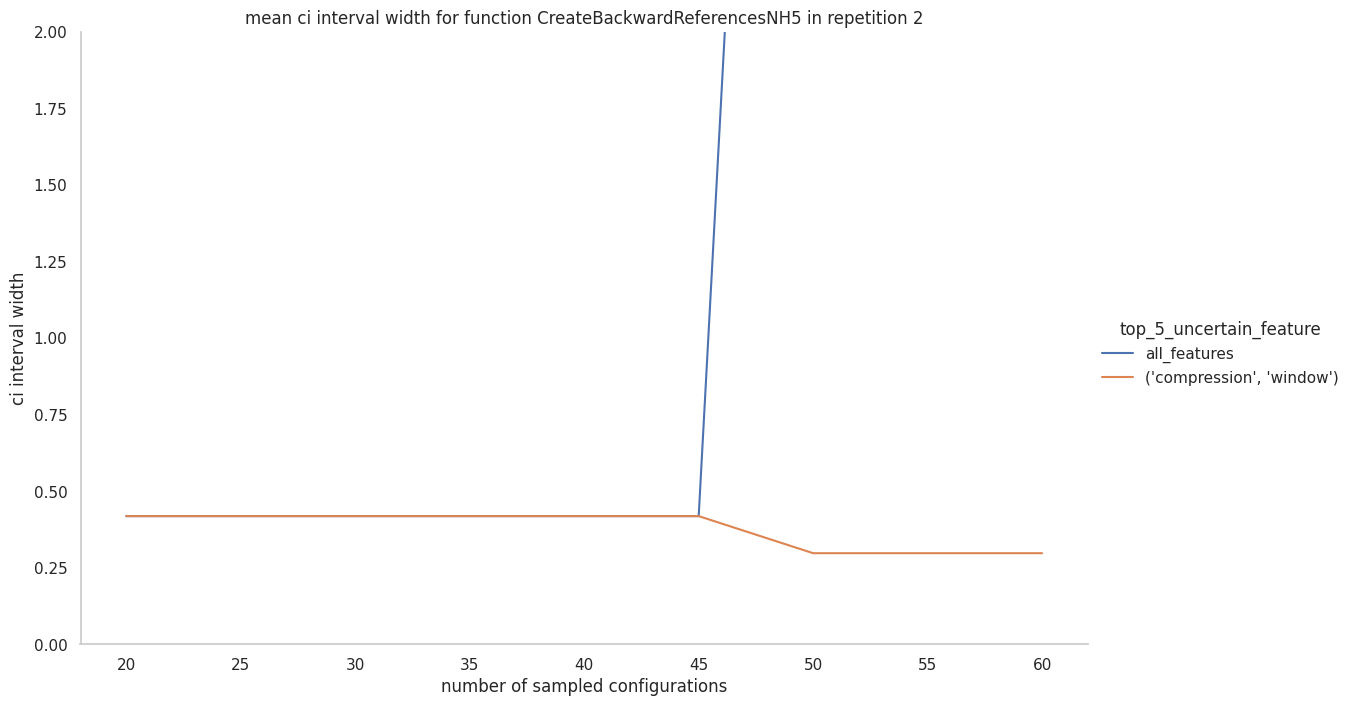 mean ci interval width for function CreateBackwardReferencesNH5 in repetition 2
2.00
1.75
1.50
1.25
1.00
0.75
0.50
0.25
0.00
ci interval width
20 25 30 35 40 45 50 55 60
number of sampled configurations
top_5_uncertain_feature
all_features
('compression', 'window')